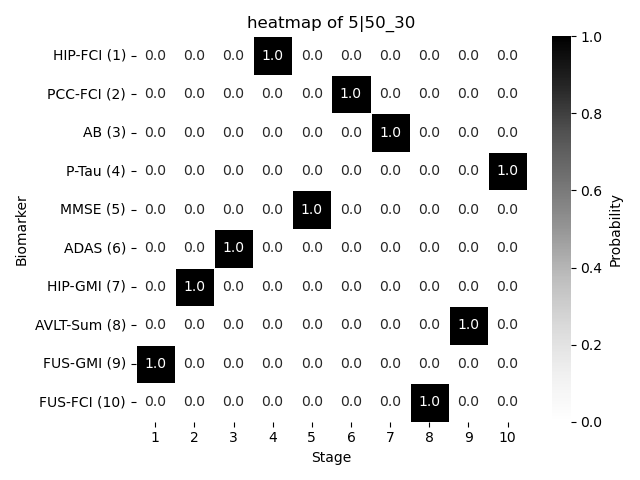 heatmap of 5|50_30
Biomarker
HIP-FCI (1) 0.0 0.0 0.0 1.0 0.0 0.0 0.0 0.0 0.0 0.0
PCC-FCI (2) 0.0 0.0 0.0 0.0 0.0 1.0 0.0 0.0 0.0 0.0
AB (3) 0.0 0.0 0.0 0.0 0.0 0.0 1.0 0.0 0.0 0.0
P-Tau (4) 0.0 0.0 0.0 0.0 0.0 0.0 0.0 0.0 0.0 1.0
MMSE (5) 0.0 0.0 0.0 0.0 1.0 0.0 0.0 0.0 0.0 0.0
ADAS (6) 0.0 0.0 1.0 0.0 0.0 0.0 0.0 0.0 0.0 0.0
HIP-GMI (7) 0.0 1.0 0.0 0.0 0.0 0.0 0.0 0.0 0.0 0.0
AVLT-Sum (8) 0.0 0.0 0.0 0.0 0.0 0.0 0.0 0.0 1.0 0.0
FUS-GMI (9) 1.0 0.0 0.0 0.0 0.0 0.0 0.0 0.0 0.0 0.0
FUS-FCI (10) 0.0 0.0 0.0 0.0 0.0 0.0 0.0 1.0 0.0 0.0
1 2 3 4 5 6 7 8 9 10
Stage
1.0
0.8
0.6
0.4
0.2
0.0
Probability